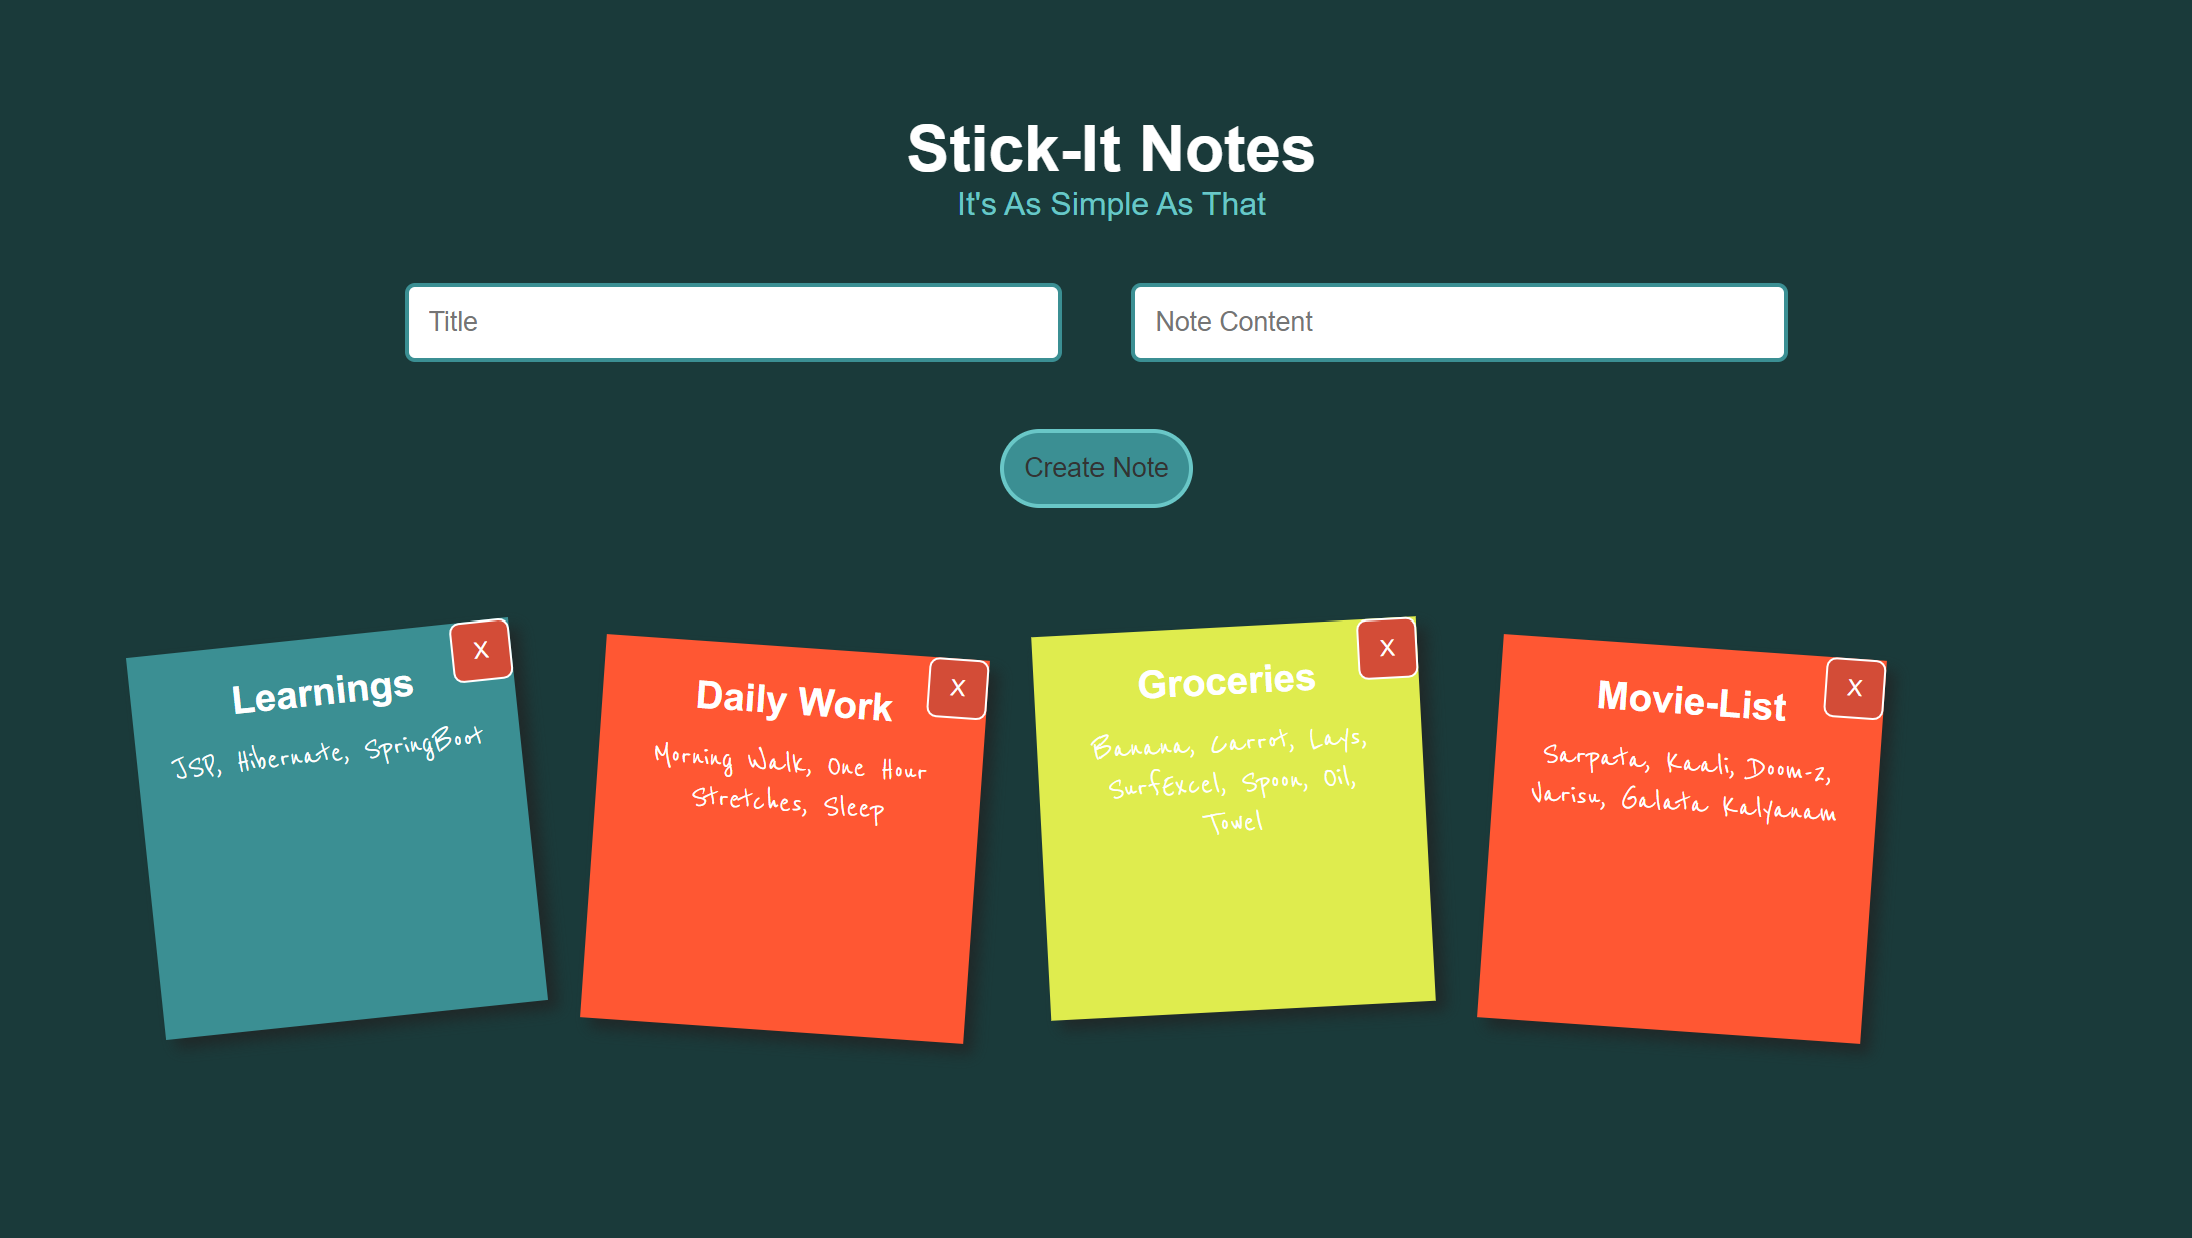 Stick-It Notes
It's As Simple As That
Title
Note Content
Create Note
X
Learnings
JSP, Hibernate, SpringBoot
X
Daily Work
Morning Walk, One Hour
Stretches, Sleep
X
Groceries
Banana, Carrot, Lays,
SurfExcel, Spoon, Oil,
Towel
X
Movie-List
Sarpata, Kaali, Doom-2,
Varisu, Galata Kalyanam